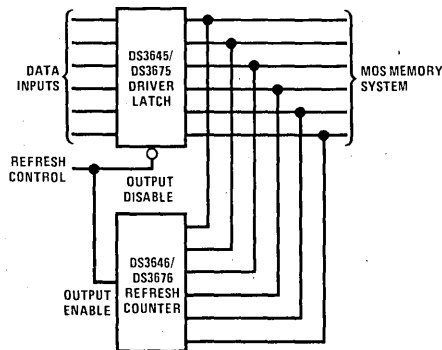 DATA
INPUTS
DS3645/
DS3675
DRIVER
LATCH
MOS MEMORY
SYSTEM
REFRESH
CONTROL
OUTPUT
DISABLE
OUTPUT
ENABLE
DS3646/
DS3676
REFRESH
COUNTER